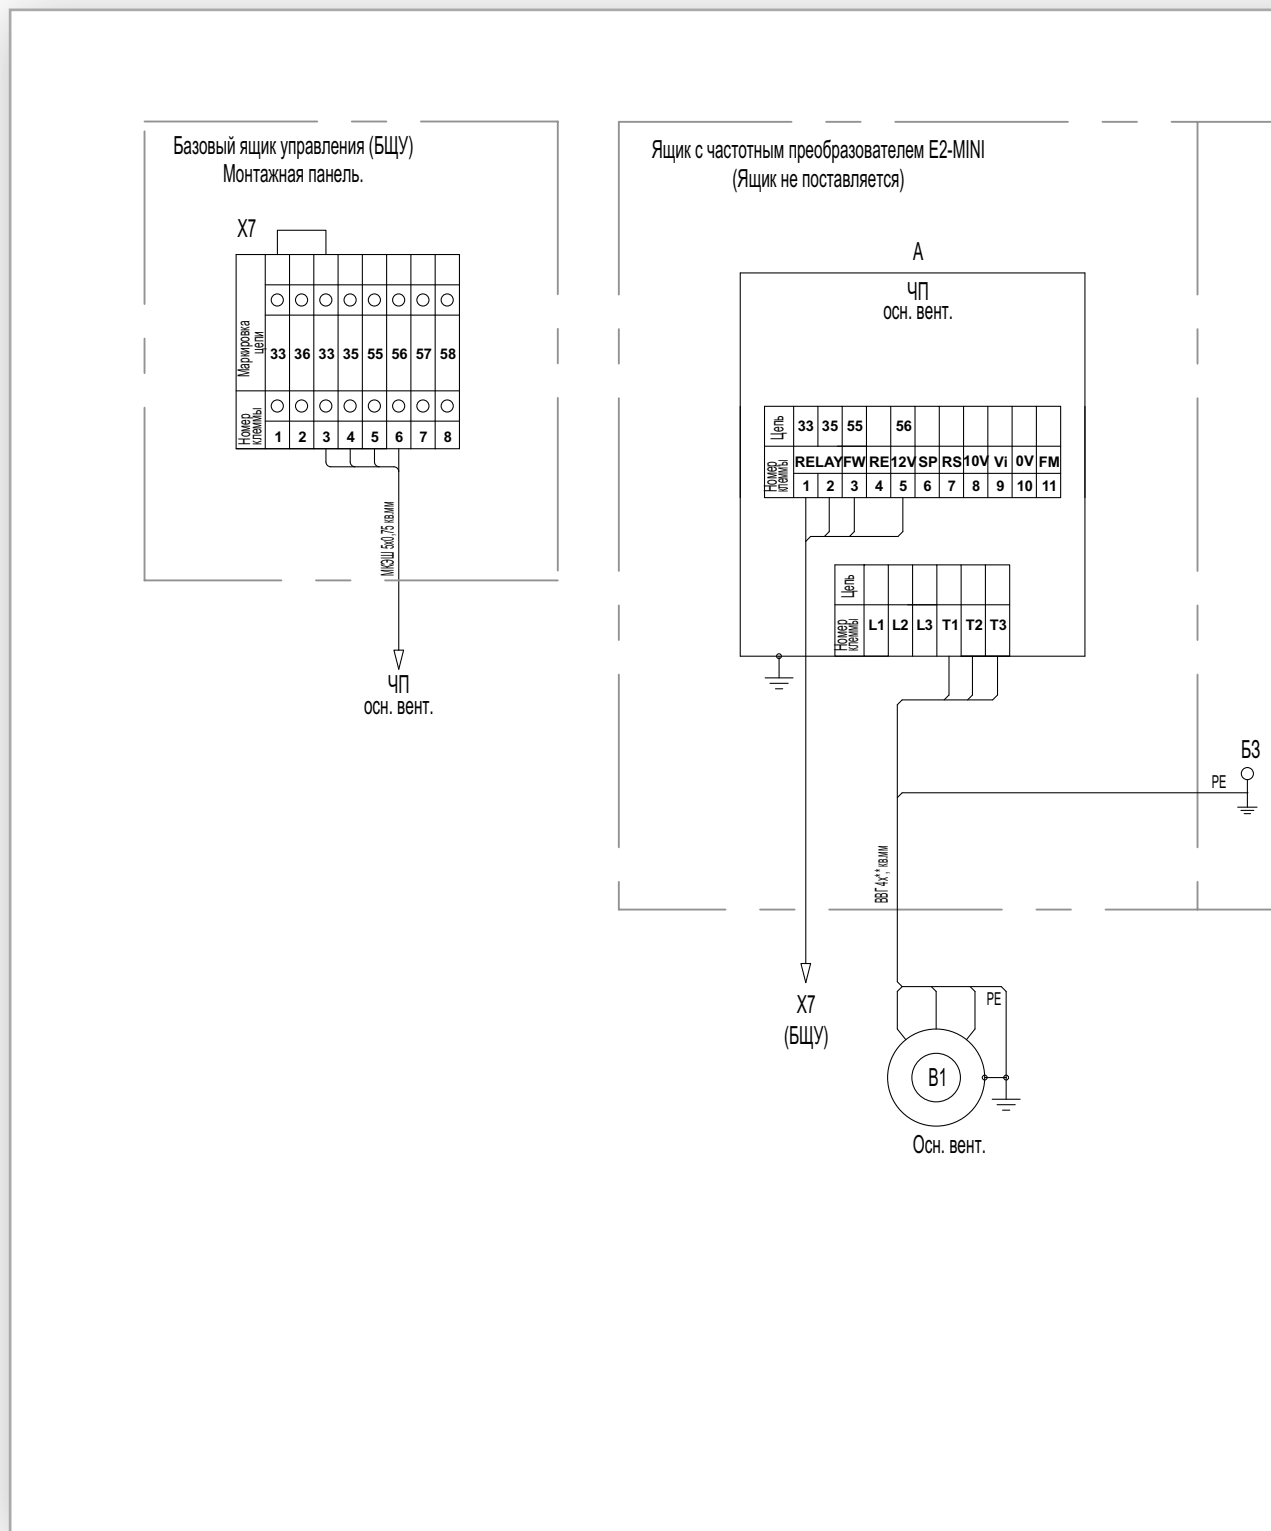 Базовый ящик управления (БЩУ)
Монтажная панель.
X7
Маркировка
цепи
33 36 33 35 55 56 57 58
Номер
клеммы
1 2 3 4 5 6 7 8
МКЭШ 5х0,75 кв.мм
ЧП
осн. вент.
Ящик с частотным преобразователем E2-MINI
(Ящик не поставляется)
А
ЧП
осн. вент.
Цепь 33 35 55 56
Номер
клеммы
RELAY FW RE 12V SP RS 10V Vi 0V FM
1 2 3 4 5 6 7 8 9 10 11
Цепь
Номер
клеммы
L1 L2 L3 T1 T2 T3
БЗ
PE
ВВГ 4х**, кв.мм
X7
(БЩУ)
PE
В1
Осн. вент.